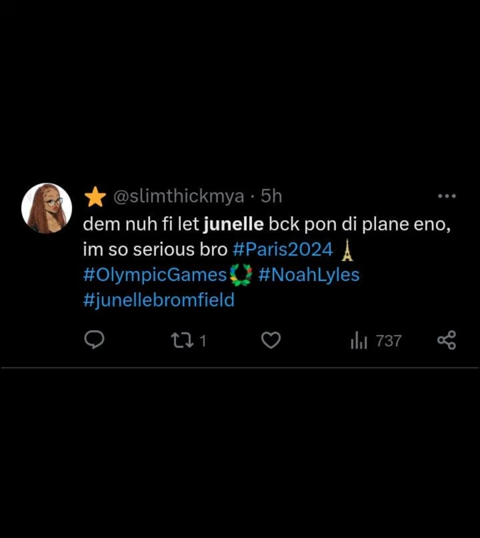 ⭐ @slimthickmya · 5h
dem nuh fi let junelle bck pon di plane eno,
im so serious bro #Paris2024
#OlympicGames #NoahLyles
#junellebromfield
1 737